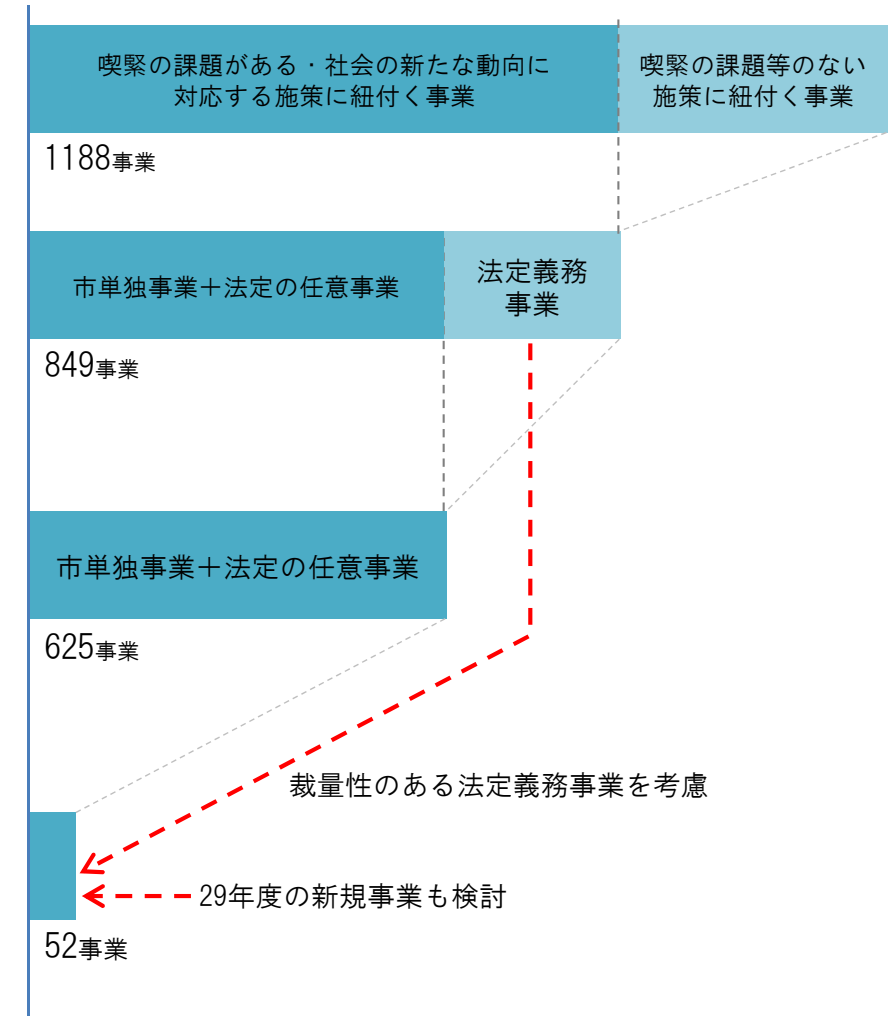 喫緊の課題がある・社会の新たな動向に
対応する施策に紐付く事業
喫緊の課題等のない
施策に紐付く事業
1188事業
市単独事業＋法定の任意事業
法定義務
事業
849事業
市単独事業＋法定の任意事業
625事業
裁量性のある法定義務事業を考慮
29年度の新規事業も検討
52事業